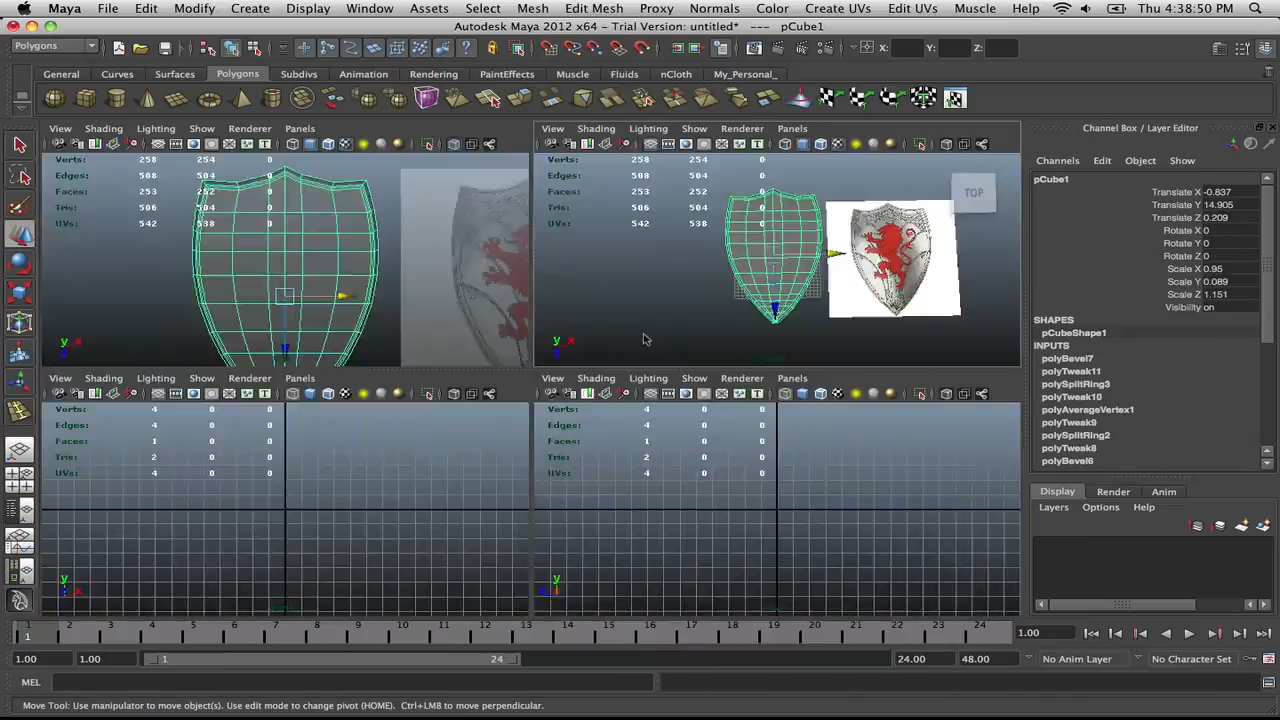 Maya File Edit Modify Create Display Window Assets Select Mesh Edit Mesh Proxy Normals Color Create UVs Edit UVs Muscle Help Thu 4:38:50 PM
Autodesk Maya 2012 x64 - Trial Version: untitled* --- pCube1
Polygons X: Y: Z:
General Curves Surfaces Polygons Subdivs Animation Rendering PaintEffects Muscle Fluids nCloth My_Personal_
View Shading Lighting Show Renderer Panels
Verts: 258 254 0
Edges: 508 504 0
Faces: 253 252 0
Tris: 506 504 0
UVs: 542 538 0
y x
z
View Shading Lighting Show Renderer Panels
Verts: 258 254 0
Edges: 508 504 0
Faces: 253 252 0
Tris: 506 504 0
UVs: 542 538 0
TOP
y x
z
View Shading Lighting Show Renderer Panels
Verts: 4 0 0
Edges: 4 0 0
Faces: 1 0 0
Tris: 2 0 0
UVs: 4 0 0
y
z x
View Shading Lighting Show Renderer Panels
Verts: 4 0 0
Edges: 4 0 0
Faces: 1 0 0
Tris: 2 0 0
UVs: 4 0 0
y
Channel Box / Layer Editor
Channels Edit Object Show
pCube1
Translate X -0.837
Translate Y 14.905
Translate Z 0.209
Rotate X 0
Rotate Y 0
Rotate Z 0
Scale X 0.95
Scale Y 0.089
Scale Z 1.151
Visibility on
SHAPES
pCubeShape1
INPUTS
polyBevel7
polyTweak11
polySplitRing3
polyTweak10
polyAverageVertex1
polyTweak9
polySplitRing2
polyTweak8
polyBevel6
Display Render Anim
Layers Options Help
1 2 3 4 5 6 7 8 9 10 11 12 13 14 15 16 17 18 19 20 21 22 23 24 1.00
1
1.00 1.00 1 24 24.00 48.00 No Anim Layer No Character Set
MEL
Move Tool: Use manipulator to move object(s). Use edit mode to change pivot (HOME). Ctrl+LMB to move perpendicular.